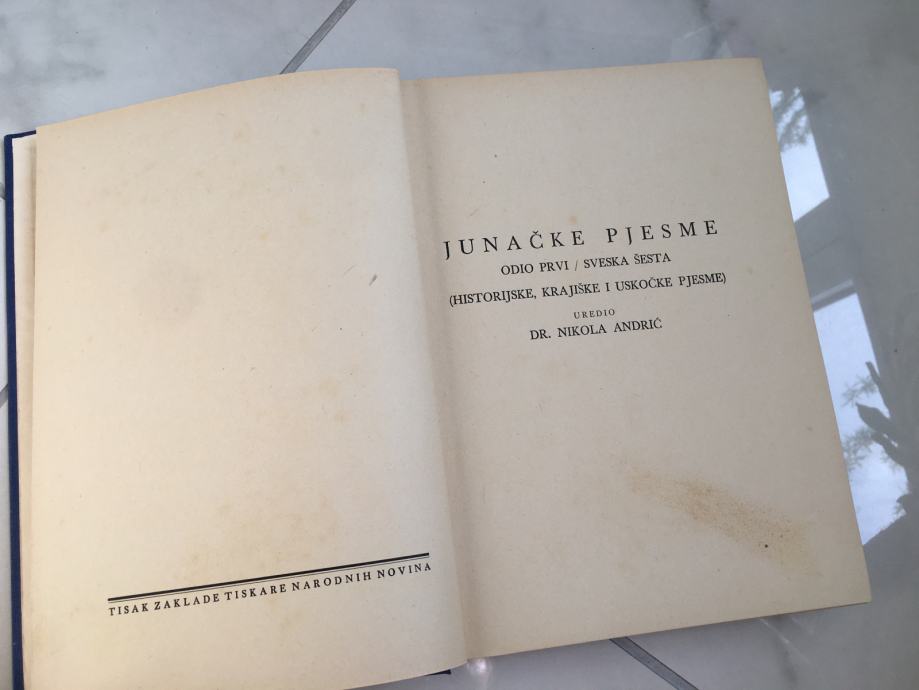 TISAK ZAKLADE TISKARE NARODNIH NOVINA
JUNAČKE PJESME
ODIO PRVI / SVESKA ŠESTA
(HISTORIJSKE, KRAJIŠKE I USKOČKE PJESME)
UREDIO
DR. NIKOLA ANDRIĆ